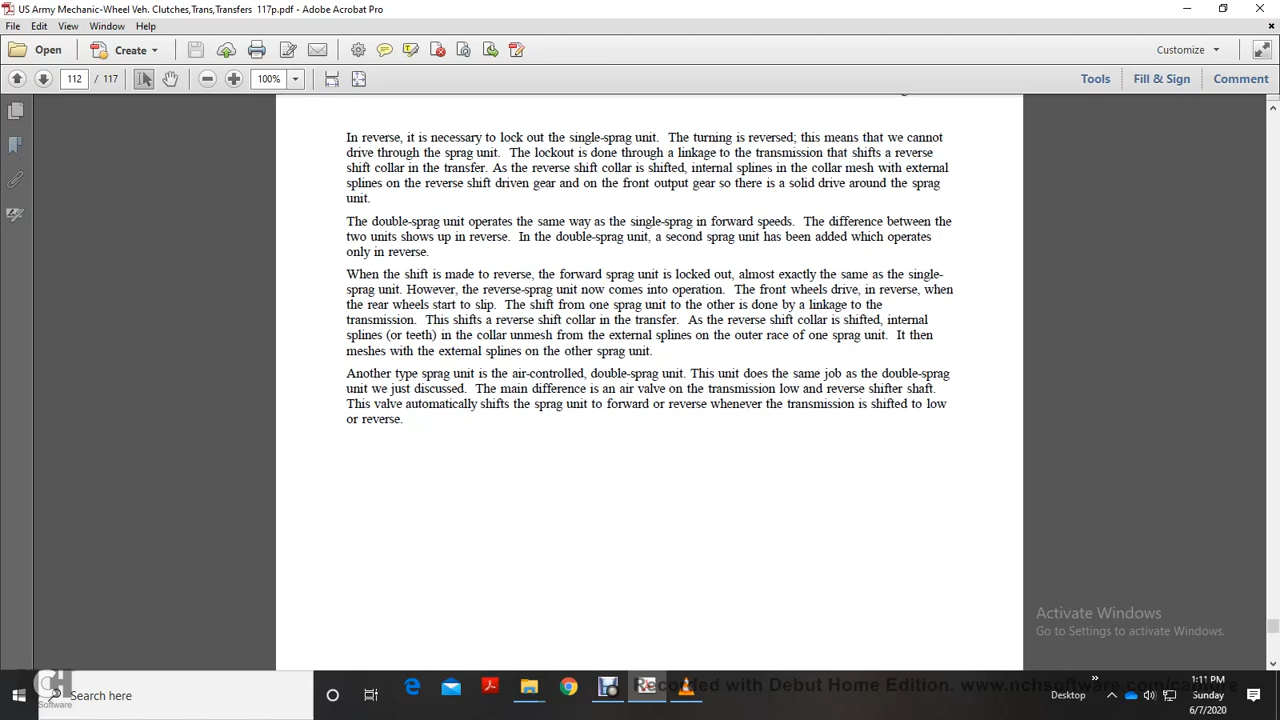 US Army Mechanic-Wheel Veh. Clutches,Trans,Transfers 117p.pdf - Adobe Acrobat Pro
File Edit View Window Help
Open Create Customize
112 / 117 100% Tools Fill & Sign Comment
In reverse, it is necessary to lock out the single-sprag unit. The turning is reversed; this means that we cannot
drive through the sprag unit. The lockout is done through a linkage to the transmission that shifts a reverse
shift collar in the transfer. As the reverse shift collar is shifted, internal splines in the collar mesh with external
splines on the reverse shift driven gear and on the front output gear so there is a solid drive around the sprag
unit.
The double-sprag unit operates the same way as the single-sprag in forward speeds. The difference between the
two units shows up in reverse. In the double-sprag unit, a second sprag unit has been added which operates
only in reverse.
When the shift is made to reverse, the forward sprag unit is locked out, almost exactly the same as the single-
sprag unit. However, the reverse-sprag unit now comes into operation. The front wheels drive, in reverse, when
the rear wheels start to slip. The shift from one sprag unit to the other is done by a linkage to the
transmission. This shifts a reverse shift collar in the transfer. As the reverse shift collar is shifted, internal
splines (or teeth) in the collar unmesh from the external splines on the outer race of one sprag unit. It then
meshes with the external splines on the other sprag unit.
Another type sprag unit is the air-controlled, double-sprag unit. This unit does the same job as the double-sprag
unit we just discussed. The main difference is an air valve on the transmission low and reverse shifter shaft.
This valve automatically shifts the sprag unit to forward or reverse whenever the transmission is shifted to low
or reverse.
Activate Windows
Go to Settings to activate Windows.
NCH Software
Search here
Recorded with Debut Home Edition. www.nchsoftware.com/capture
Desktop
1:11 PM
Sunday
6/7/2020